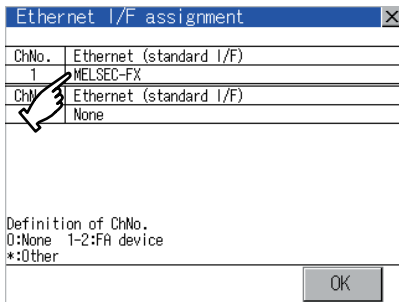 Ethernet I/F assignment
ChNo. Ethernet (standard I/F)
1 MELSEC-FX
Ethernet (standard I/F)
None
Definition of ChNo.
0:None 1-2:FA device
*:Other
OK